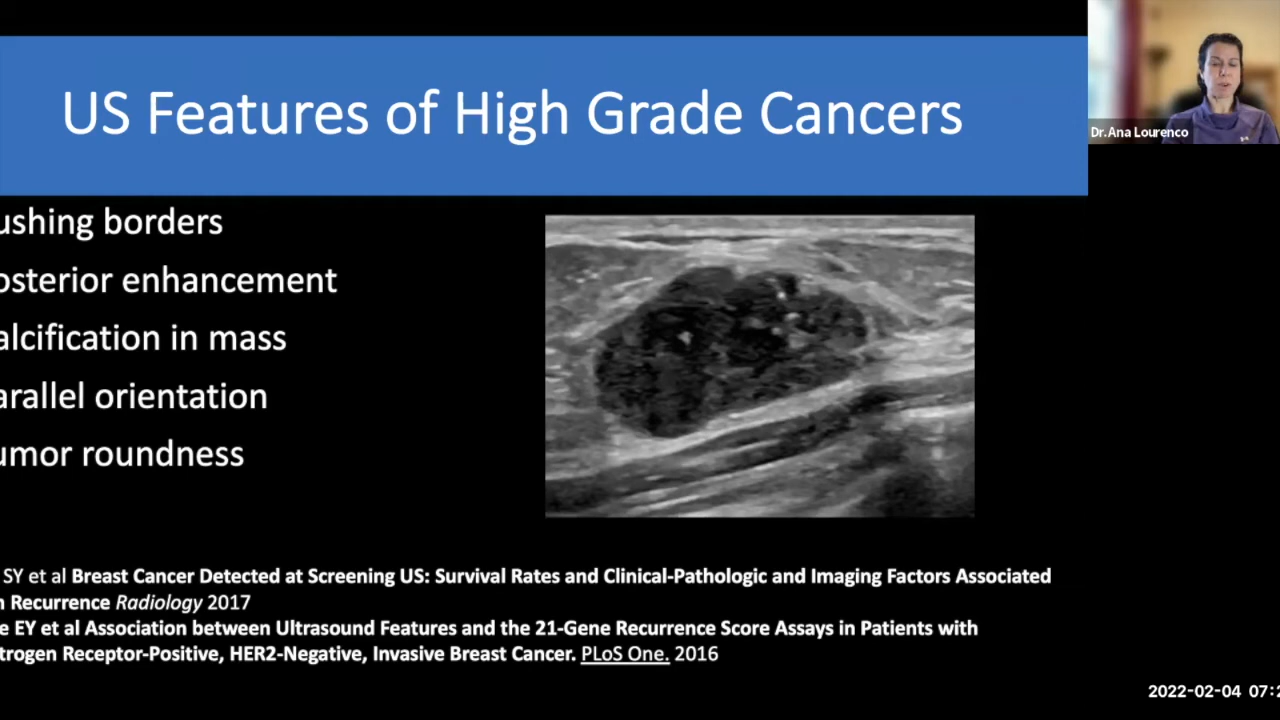 US Features of High Grade Cancers
Dr. Ana Lourenco
ushing borders
osterior enhancement
alcification in mass
arallel orientation
umor roundness
SY et al Breast Cancer Detected at Screening US: Survival Rates and Clinical-Pathologic and Imaging Factors Associated
n Recurrence Radiology 2017
e EY et al Association between Ultrasound Features and the 21-Gene Recurrence Score Assays in Patients with
trogen Receptor-Positive, HER2-Negative, Invasive Breast Cancer. PLoS One. 2016
2022-02-04 07:2